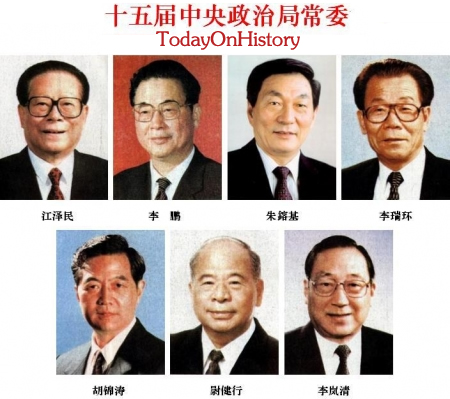 十五届中央政治局常委
TodayOnHistory
江泽民 李 鹏 朱鎔基 李瑞环
胡锦涛 尉健行 李岚清